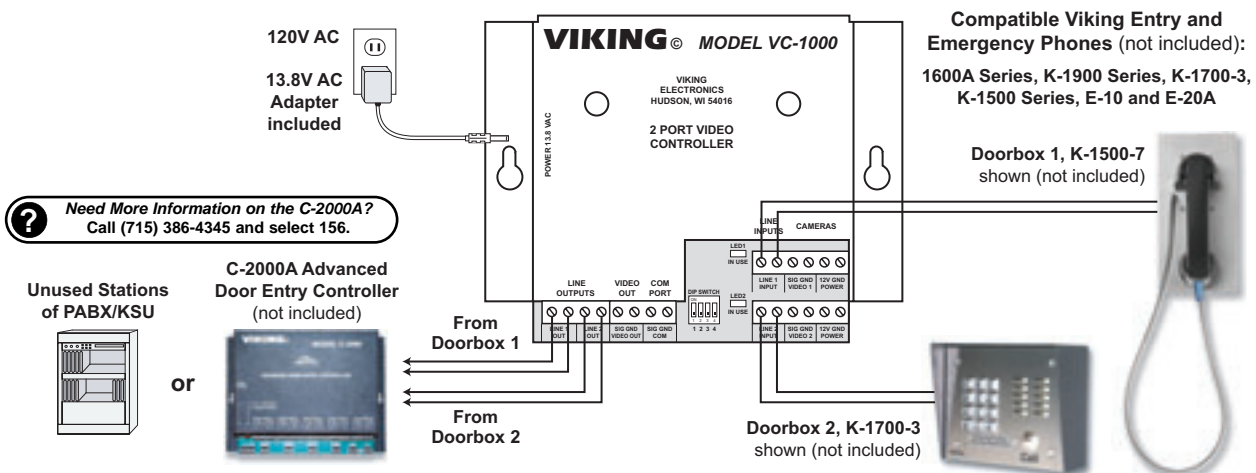 120V AC
13.8V AC
Adapter
included
VIKING© MODEL VC-1000
VIKING
ELECTRONICS
HUDSON, WI 54016
2 PORT VIDEO
CONTROLLER
POWER 13.8 VAC
Compatible Viking Entry and
Emergency Phones (not included):
1600A Series, K-1900 Series, K-1700-3,
K-1500 Series, E-10 and E-20A
Doorbox 1, K-1500-7
shown (not included)
? Need More Information on the C-2000A?
Call (715) 386-4345 and select 156.
Unused Stations
of PABX/KSU
or
C-2000A Advanced
Door Entry Controller
(not included)
VIKING
From
Doorbox 1
From
Doorbox 2
LINE
INPUTS
CAMERAS
LED1
IN USE
LINE 1
INPUT
SIG GND
VIDEO 1
12V GND
POWER
LINE
OUTPUTS
VIDEO
OUT
COM
PORT
DIP SWITCH
ON
1 2 3 4
1 2 3 4
LED2
IN USE
LINE 1
OUT
LINE 2
OUT
SIG GND
VIDEO OUT
SIG GND
COM
LINE 2
INPUT
SIG GND
VIDEO 2
12V GND
POWER
Doorbox 2, K-1700-3
shown (not included)